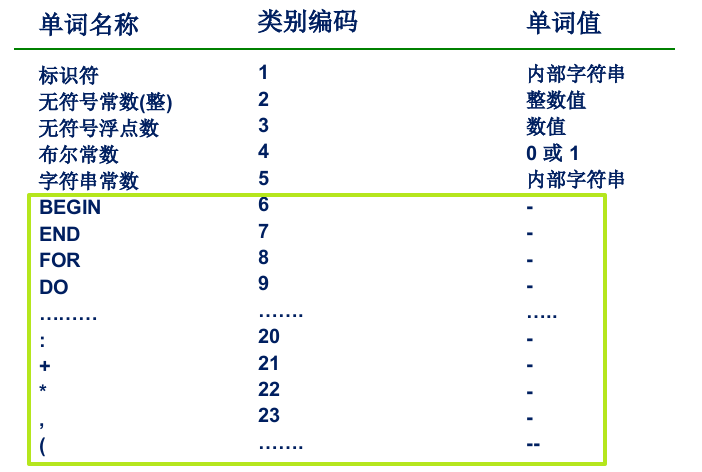 单词名称 类别编码 单词值
标识符 1 内部字符串
无符号常数(整) 2 整数值
无符号浮点数 3 数值
布尔常数 4 0 或 1
字符串常数 5 内部字符串
BEGIN 6 -
END 7 -
FOR 8 -
DO 9 -
……… ……. …..
: 20 -
+ 21 -
* 22 -
, 23 -
( ……. --